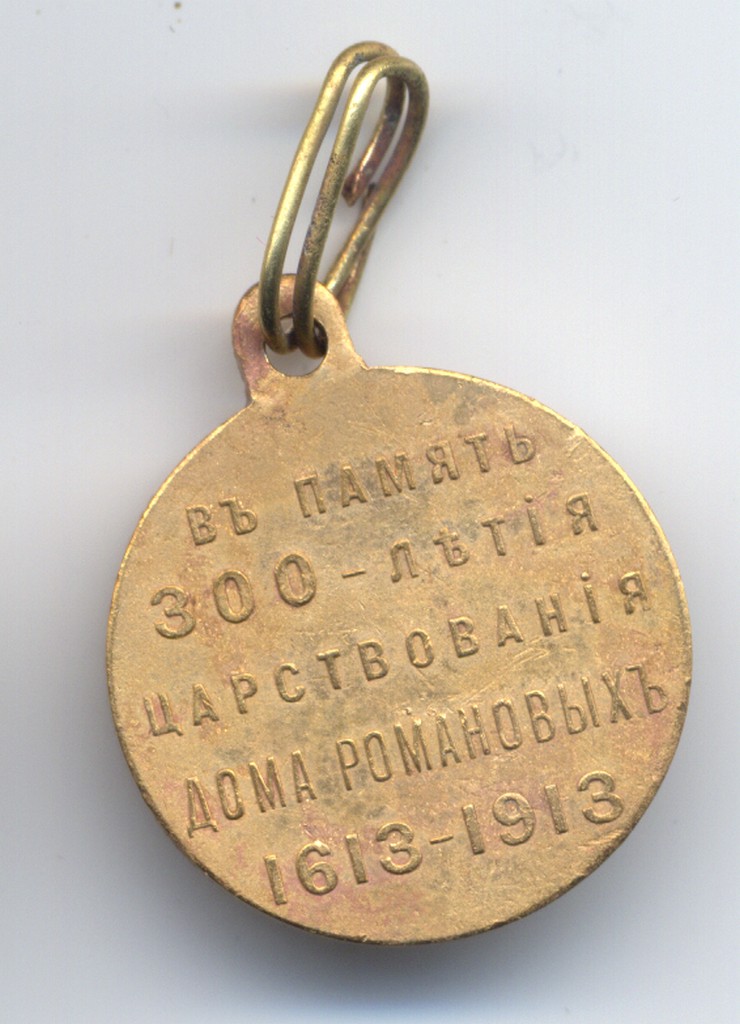 ВЪ ПАМЯТЬ
300-ЛѢТІЯ
ЦАРСТВОВАНІЯ
ДОМА РОМАНОВЫХЪ
1613-1913